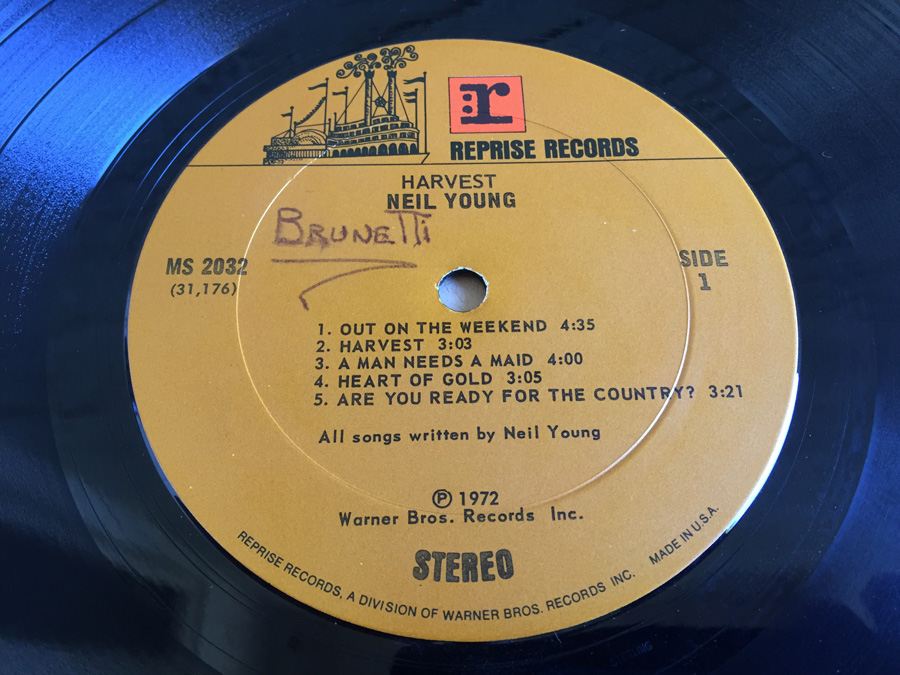 :r
REPRISE RECORDS
HARVEST
NEIL YOUNG
BRUNETTi
MS 2032
(31,176)
SIDE
1
1. OUT ON THE WEEKEND 4:35
2. HARVEST 3:03
3. A MAN NEEDS A MAID 4:00
4. HEART OF GOLD 3:05
5. ARE YOU READY FOR THE COUNTRY? 3:21
All songs written by Neil Young
℗ 1972
Warner Bros. Records Inc.
STEREO
REPRISE RECORDS, A DIVISION OF WARNER BROS. RECORDS INC. MADE IN U.S.A.